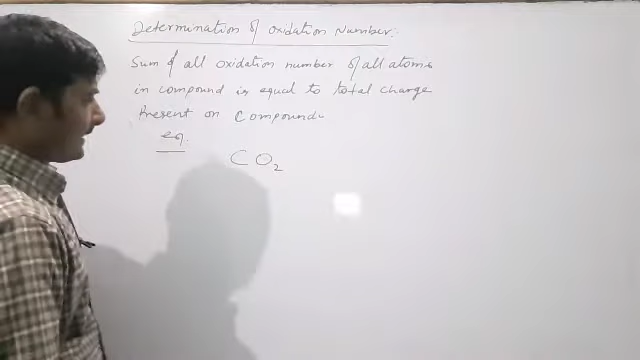 Determination of oxidation Number:
Sum of all oxidation number of all atoms
in compound is equal to total charge
Present on Compound.
eg.
CO2